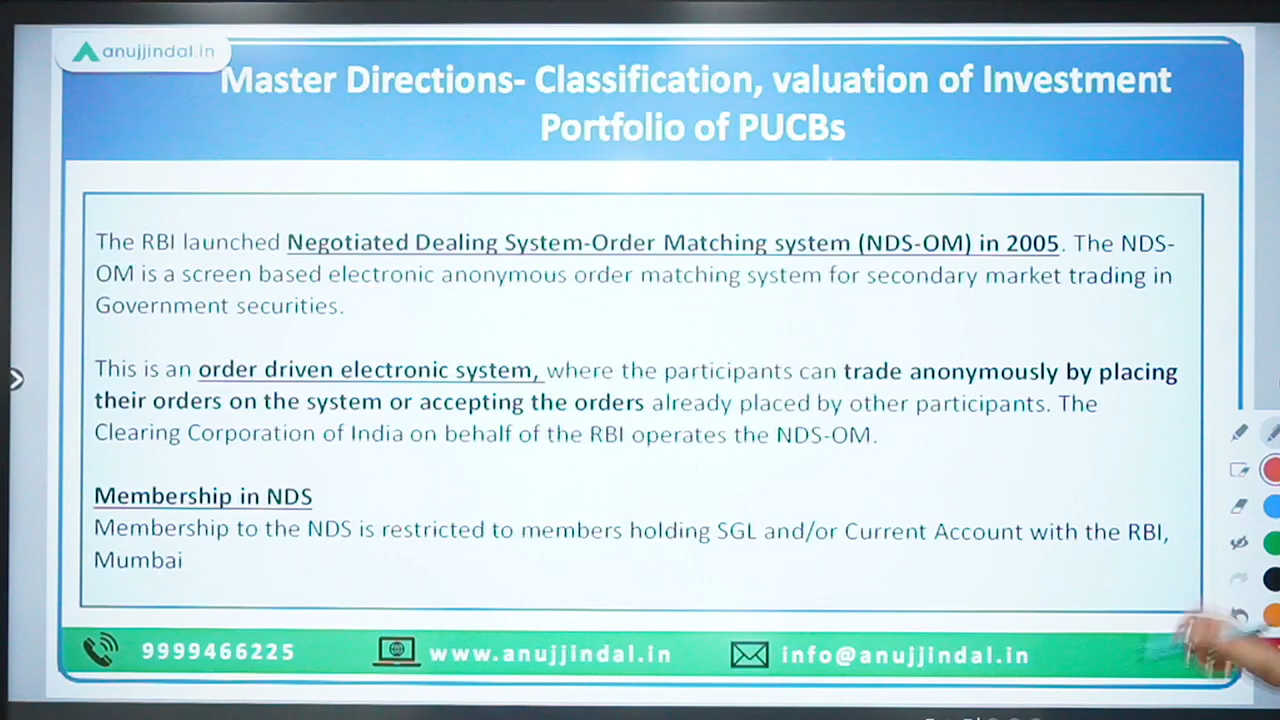 anujjindal.in
Master Directions- Classification, valuation of Investment
Portfolio of PUCBs
The RBI launched Negotiated Dealing System-Order Matching system (NDS-OM) in 2005. The NDS-
OM is a screen based electronic anonymous order matching system for secondary market trading in
Government securities.
This is an order driven electronic system, where the participants can trade anonymously by placing
their orders on the system or accepting the orders already placed by other participants. The
Clearing Corporation of India on behalf of the RBI operates the NDS-OM.
Membership in NDS
Membership to the NDS is restricted to members holding SGL and/or Current Account with the RBI,
Mumbai
9999466225 www.anujjindal.in info@anujjindal.in